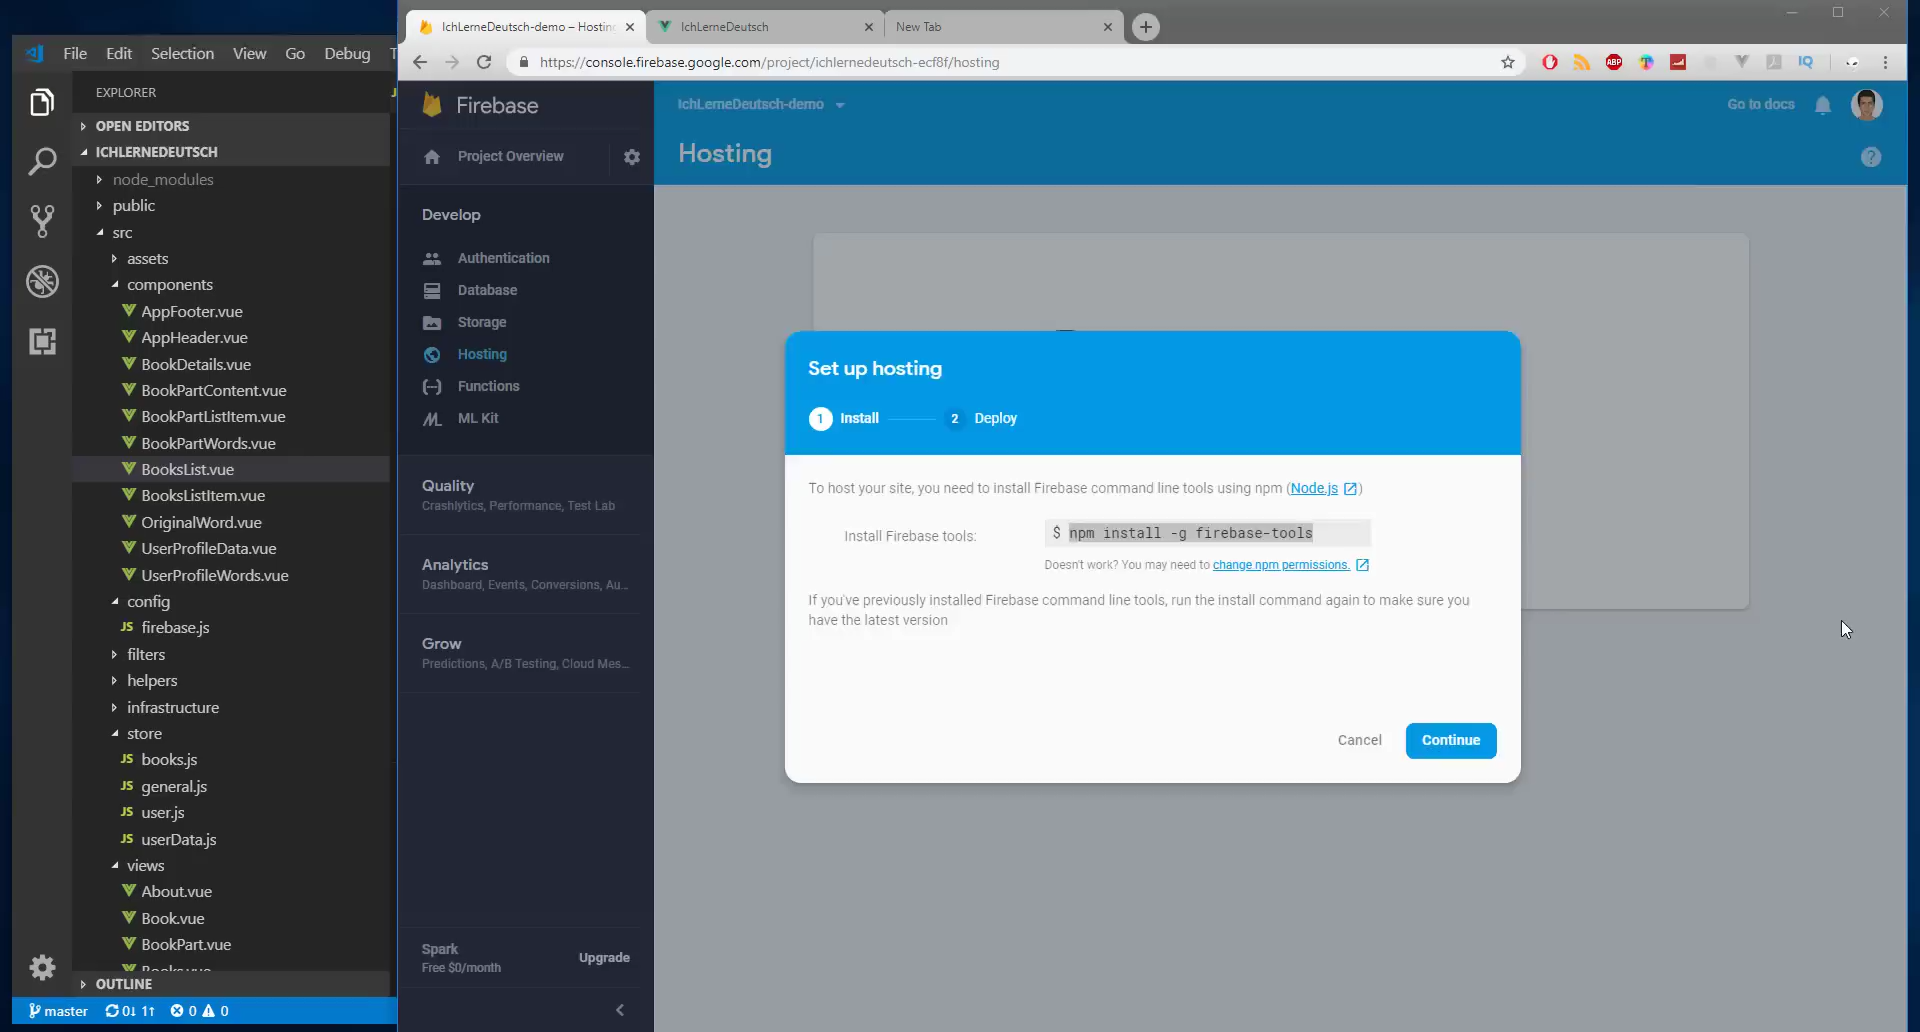 File Edit Selection View Go Debug
EXPLORER
OPEN EDITORS
ICHLERNEDEUTSCH
node_modules
public
src
assets
components
AppFooter.vue
AppHeader.vue
BookDetails.vue
BookPartContent.vue
BookPartListItem.vue
BookPartWords.vue
BooksList.vue
BooksListItem.vue
OriginalWord.vue
UserProfileData.vue
UserProfileWords.vue
config
JS firebase.js
filters
helpers
infrastructure
store
JS books.js
JS general.js
JS user.js
JS userData.js
views
About.vue
Book.vue
BookPart.vue
OUTLINE
master 0↓ 1↑ 0 0
IchLerneDeutsch-demo – Hostin
IchLerneDeutsch
New Tab
https://console.firebase.google.com/project/ichlernedeutsch-ecf8f/hosting
ABP
IQ
Firebase
Project Overview
Develop
Authentication
Database
Storage
Hosting
Functions
ML Kit
Quality
Crashlytics, Performance, Test Lab
Analytics
Dashboard, Events, Conversions, Au...
Grow
Predictions, A/B Testing, Cloud Mes...
Spark
Free $0/month
Upgrade
IchLerneDeutsch-demo
Go to docs
Hosting
Set up hosting
1 Install 2 Deploy
To host your site, you need to install Firebase command line tools using npm (Node.js)
Install Firebase tools:
$ npm install -g firebase-tools
Doesn't work? You may need to change npm permissions.
If you've previously installed Firebase command line tools, run the install command again to make sure you
have the latest version
Cancel
Continue